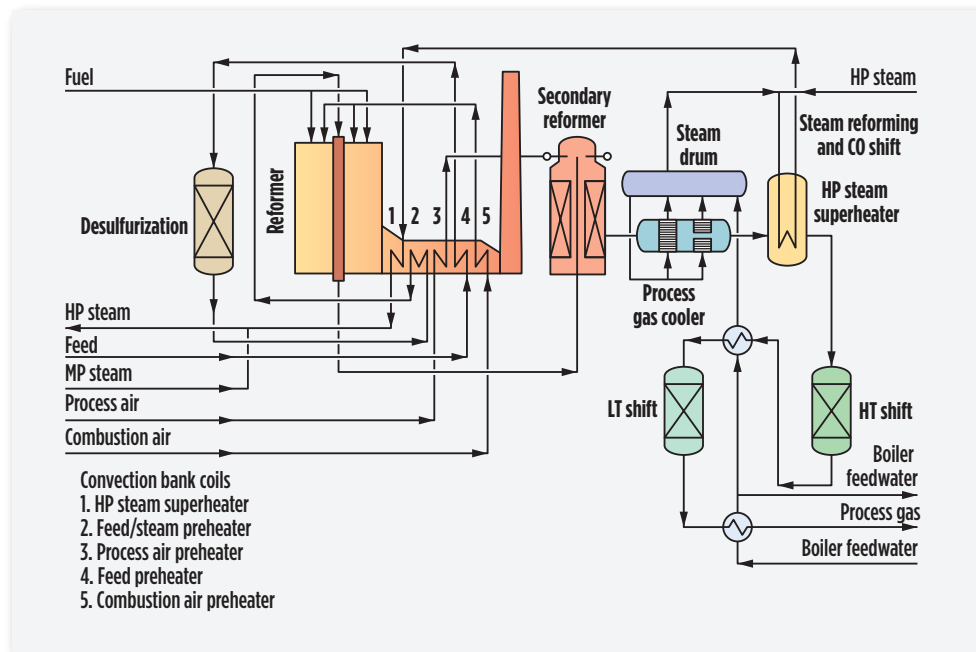 Fuel
HP steam
Secondary
reformer
Steam
drum
Steam reforming
and CO shift
HP steam
superheater
Reformer
Desulfurization
1 2 3 4 5
Process
gas cooler
HP steam
Feed
MP steam
Process air
Combustion air
LT shift
HT shift
Boiler
feedwater
Process gas
Boiler feedwater
Convection bank coils
1. HP steam superheater
2. Feed/steam preheater
3. Process air preheater
4. Feed preheater
5. Combustion air preheater